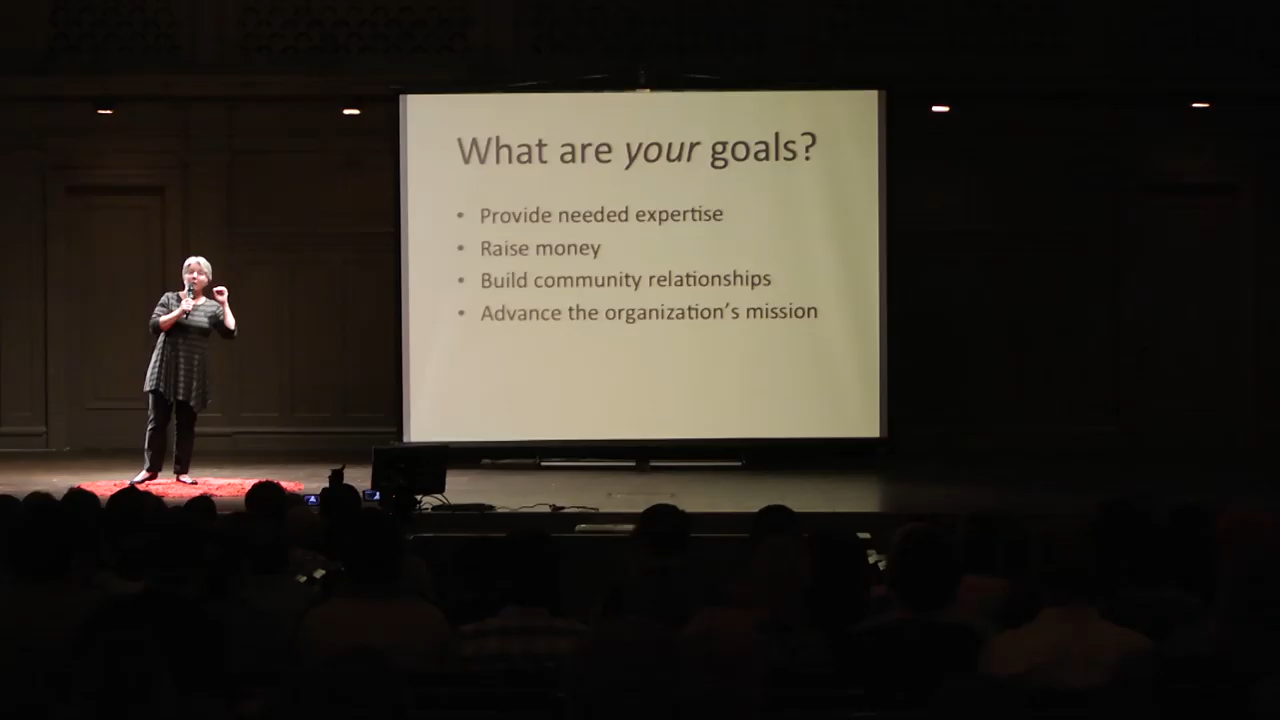 What are your goals?
• Provide needed expertise
• Raise money
• Build community relationships
• Advance the organization's mission